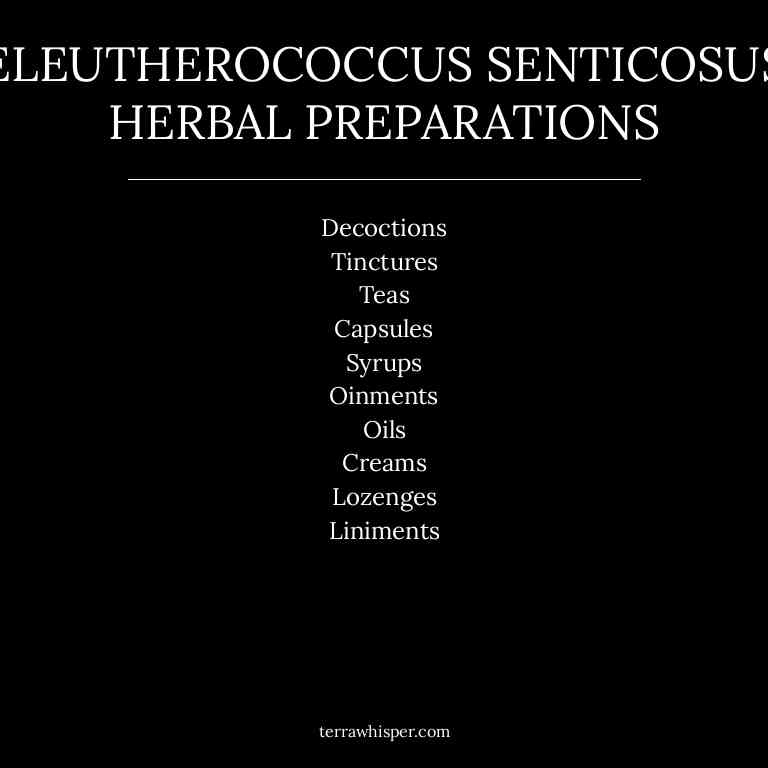 ELEUTHEROCOCCUS SENTICOSUS
HERBAL PREPARATIONS
Decoctions
Tinctures
Teas
Capsules
Syrups
Oinments
Oils
Creams
Lozenges
Liniments
terrawhisper.com